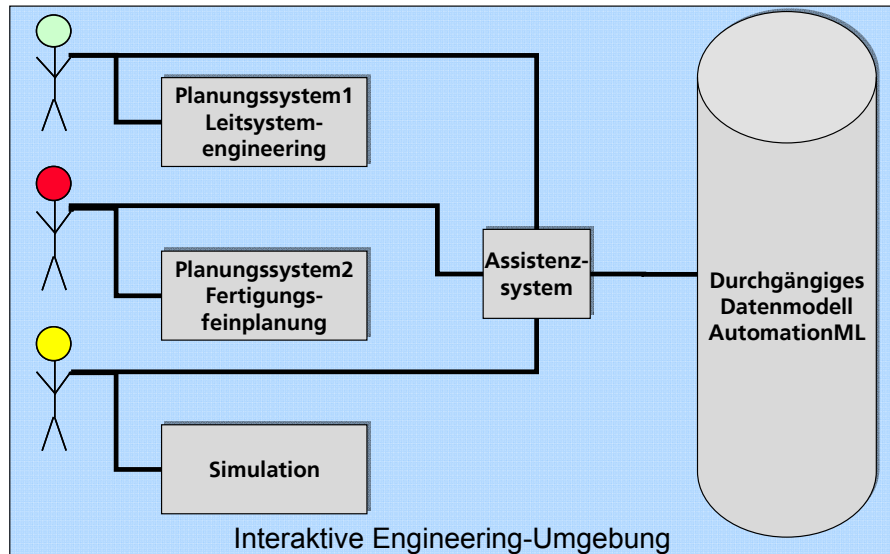 Planungssystem1
Leitsystem-
engineering
Planungssystem2
Fertigungs-
feinplanung
Simulation
Assistenz-
system
Durchgängiges
Datenmodell
AutomationML
Interaktive Engineering-Umgebung